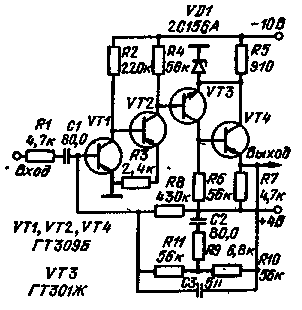 VD1
2С156А
-10В
R2
220к
R4
56к
R5
910
VT1
VT2
VT3
VT4
R1
4,7к
C1
80,0
Вход
R3
2,4к
Выход
R8
430к
R6
56к
R7
4,7к
+4В
C2
80,0
VT1, VT2, VT4
ГТ309Б
VT3
ГТ301Ж
R11
56к
R9 6,8к
R10
56к
C3